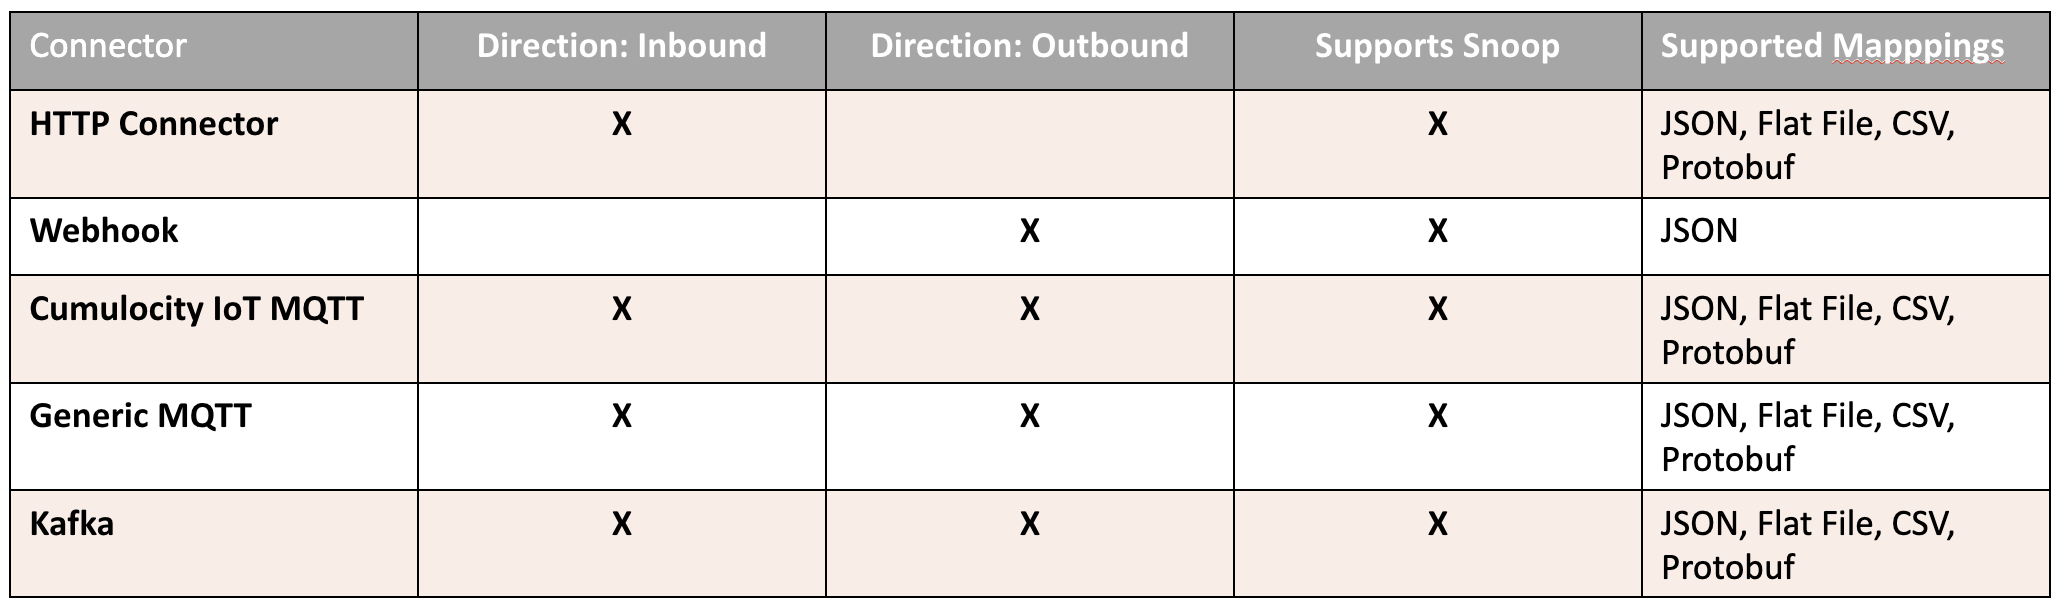 Connector Direction: Inbound Direction: Outbound Supports Snoop Supported Mapppings
HTTP Connector X X JSON, Flat File, CSV,
Protobuf
Webhook X X JSON
Cumulocity IoT MQTT X X X JSON, Flat File, CSV,
Protobuf
Generic MQTT X X X JSON, Flat File, CSV,
Protobuf
Kafka X X X JSON, Flat File, CSV,
Protobuf